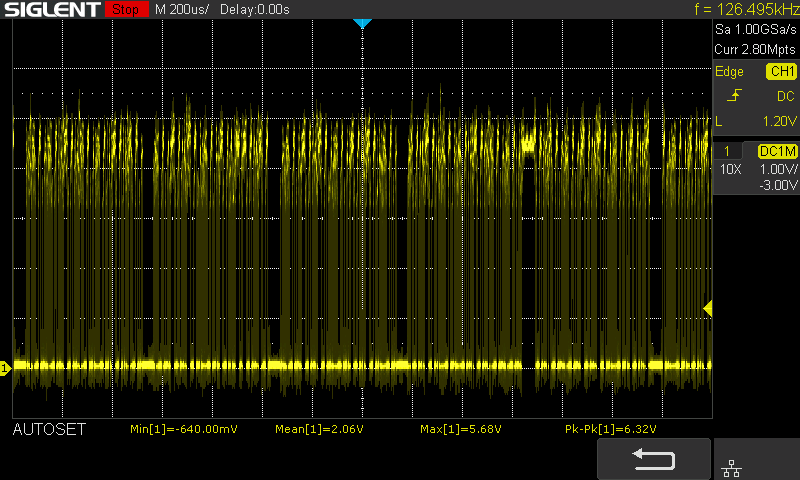 SIGLENT Stop M 200us/ Delay:0.00s f = 126.495kHz
Sa 1.00GSa/s
Curr 2.80Mpts
Edge CH1
DC
L 1.20V
1 DC1M
10X 1.00V/
-3.00V
1
AUTOSET Min[1]=-640.00mV Mean[1]=2.06V Max[1]=5.68V Pk-Pk[1]=6.32V